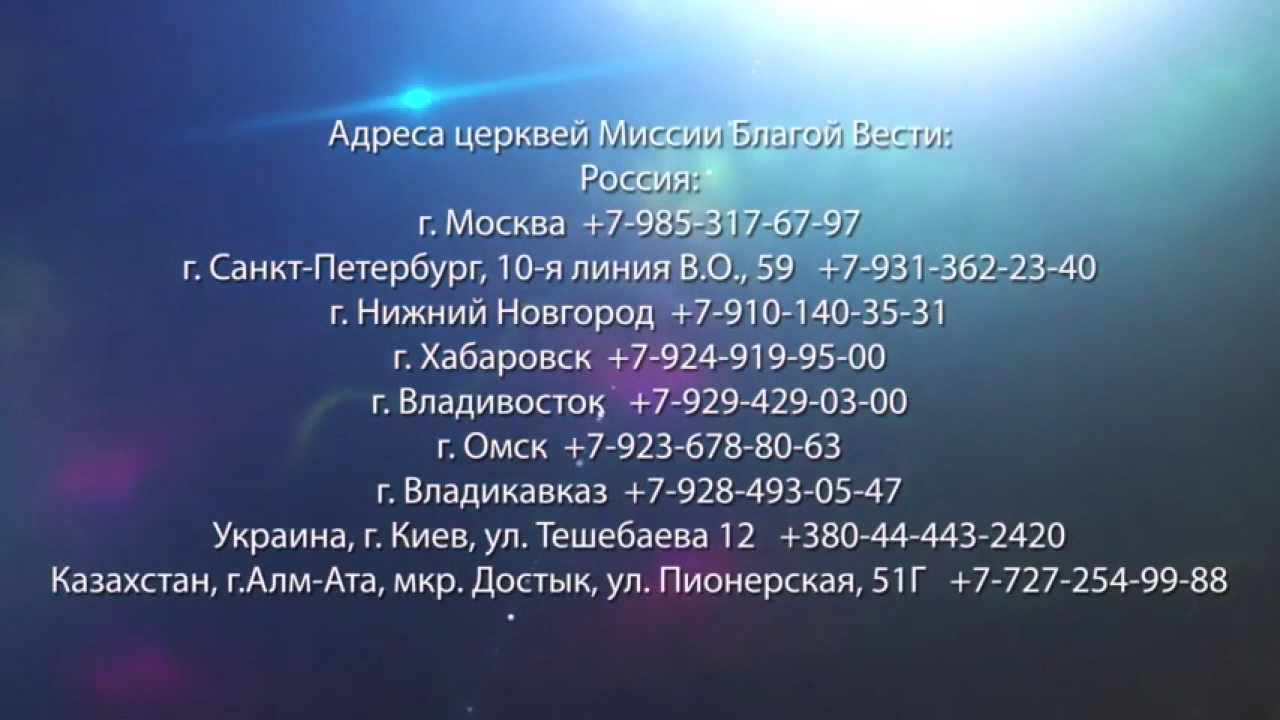 Адреса церквей Миссии Благой Вести:
Россия:
г. Москва +7-985-317-67-97
г. Санкт-Петербург, 10-я линия В.О., 59 +7-931-362-23-40
г. Нижний Новгород +7-910-140-35-31
г. Хабаровск +7-924-919-95-00
г. Владивосток +7-929-429-03-00
г. Омск +7-923-678-80-63
г. Владикавказ +7-928-493-05-47
Украина, г. Киев, ул. Тешебаева 12 +380-44-443-2420
Казахстан, г.Алм-Ата, мкр. Достык, ул. Пионерская, 51Г +7-727-254-99-88